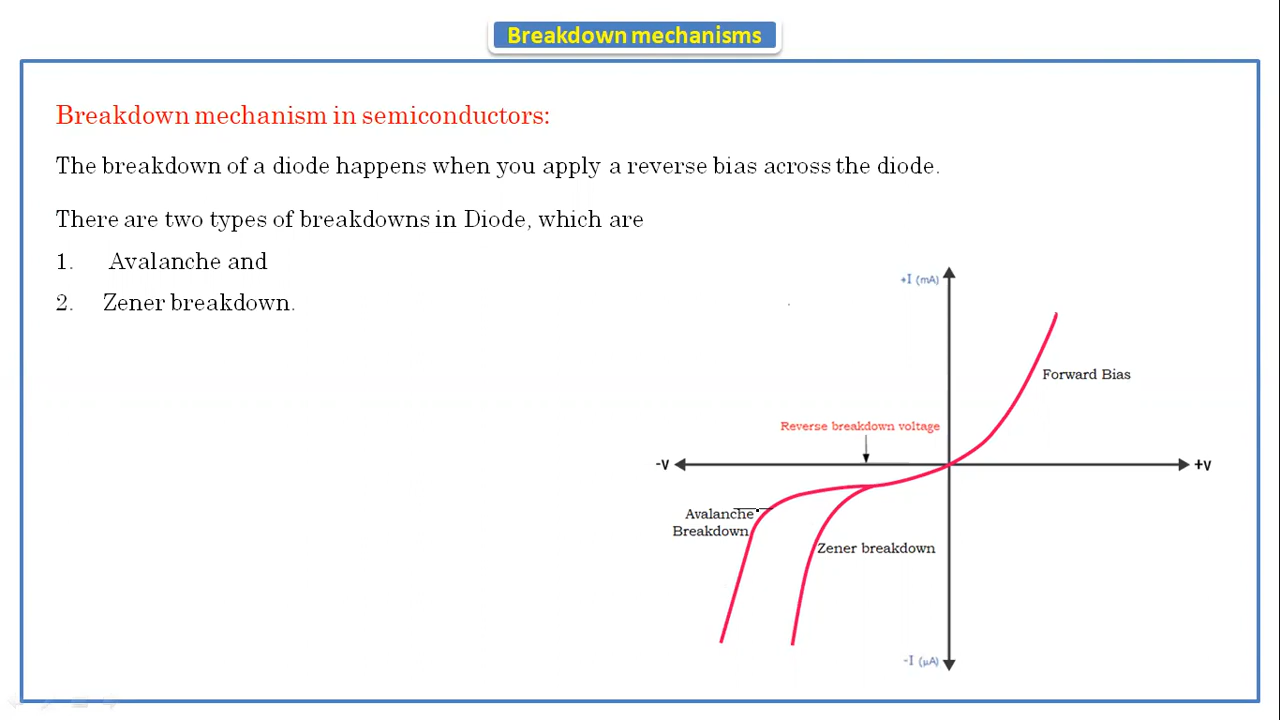 Breakdown mechanisms
Breakdown mechanism in semiconductors:
The breakdown of a diode happens when you apply a reverse bias across the diode.
There are two types of breakdowns in Diode, which are
1. Avalanche and
2. Zener breakdown.
+I (mA)
Forward Bias
Reverse breakdown voltage
-v
+v
Avalanche
Breakdown
Zener breakdown
-I (μA)